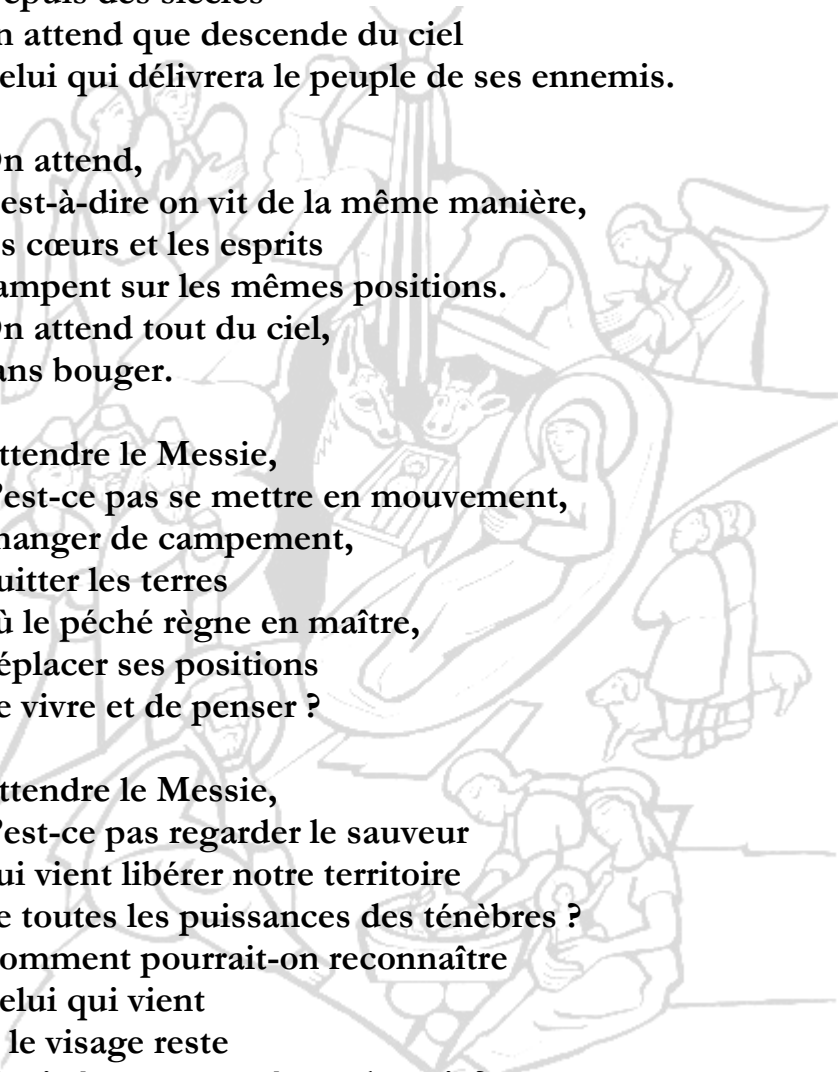 epuis des siècles
n attend que descende du ciel
elui qui délivrera le peuple de ses ennemis.
n attend,
est-à-dire on vit de la même manière,
s cœurs et les esprits
ampent sur les mêmes positions.
n attend tout du ciel,
ans bouger.
ttendre le Messie,
'est-ce pas se mettre en mouvement,
hanger de campement,
uitter les terres
ù le péché règne en maître,
éplacer ses positions
e vivre et de penser ?
ttendre le Messie,
'est-ce pas regarder le sauveur
ui vient libérer notre territoire
e toutes les puissances des ténèbres ?
omment pourrait-on reconnaître
elui qui vient
le visage reste